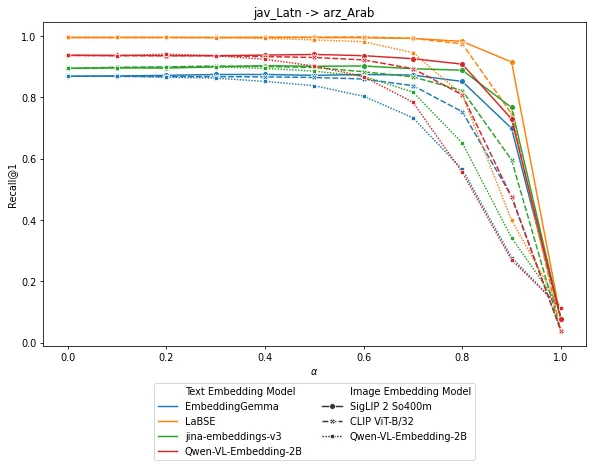 jav_Latn -> arz_Arab
Recall@1
1.0
0.8
0.6
0.4
0.2
0.0
0.0 0.2 0.4 0.6 0.8 1.0
α
Text Embedding Model
EmbeddingGemma
LaBSE
jina-embeddings-v3
Qwen-VL-Embedding-2B
Image Embedding Model
SigLIP 2 So400m
CLIP ViT-B/32
Qwen-VL-Embedding-2B